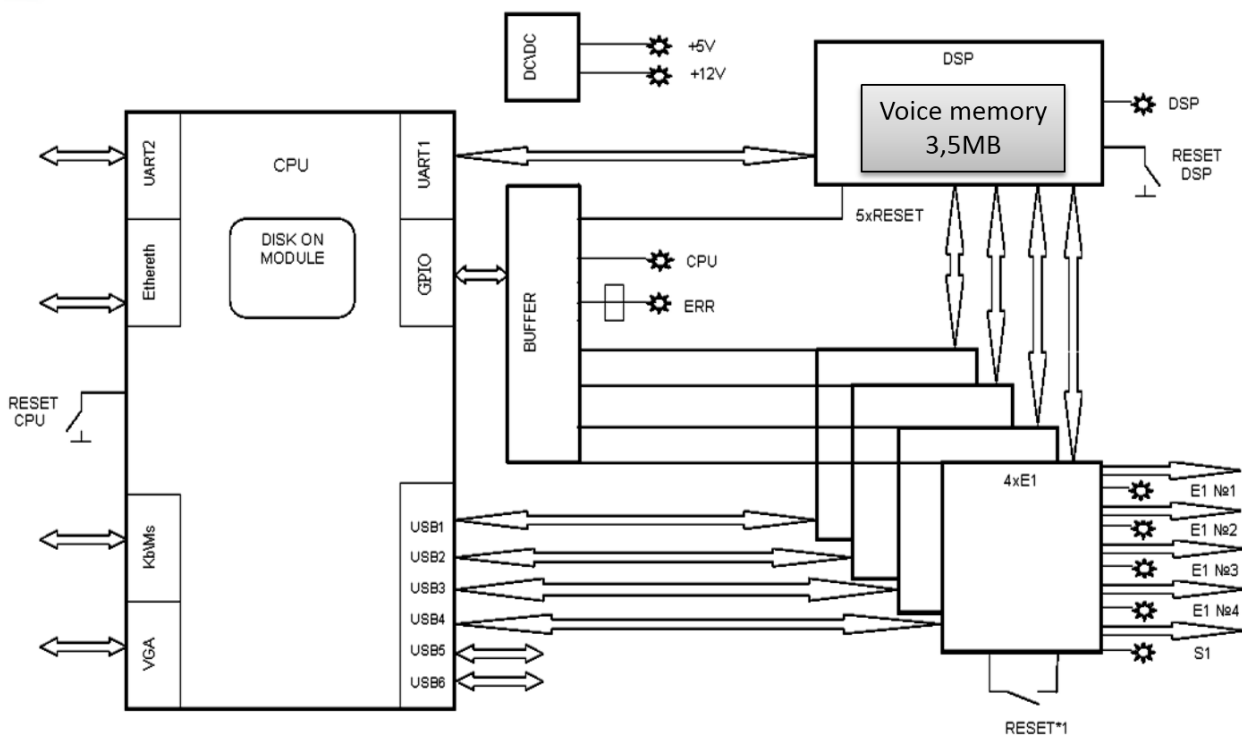 DC\DC
+5V
+12V
DSP
Voice memory
3,5MB
DSP
RESET
DSP
UART2
CPU
UART1
5xRESET
DISK ON
MODULE
Ethereth
GPIO
BUFFER
CPU
ERR
RESET
CPU
4xE1
E1 №1
E1 №2
E1 №3
E1 №4
S1
Kb\Ms
VGA
USB1
USB2
USB3
USB4
USB5
USB6
RESET*1